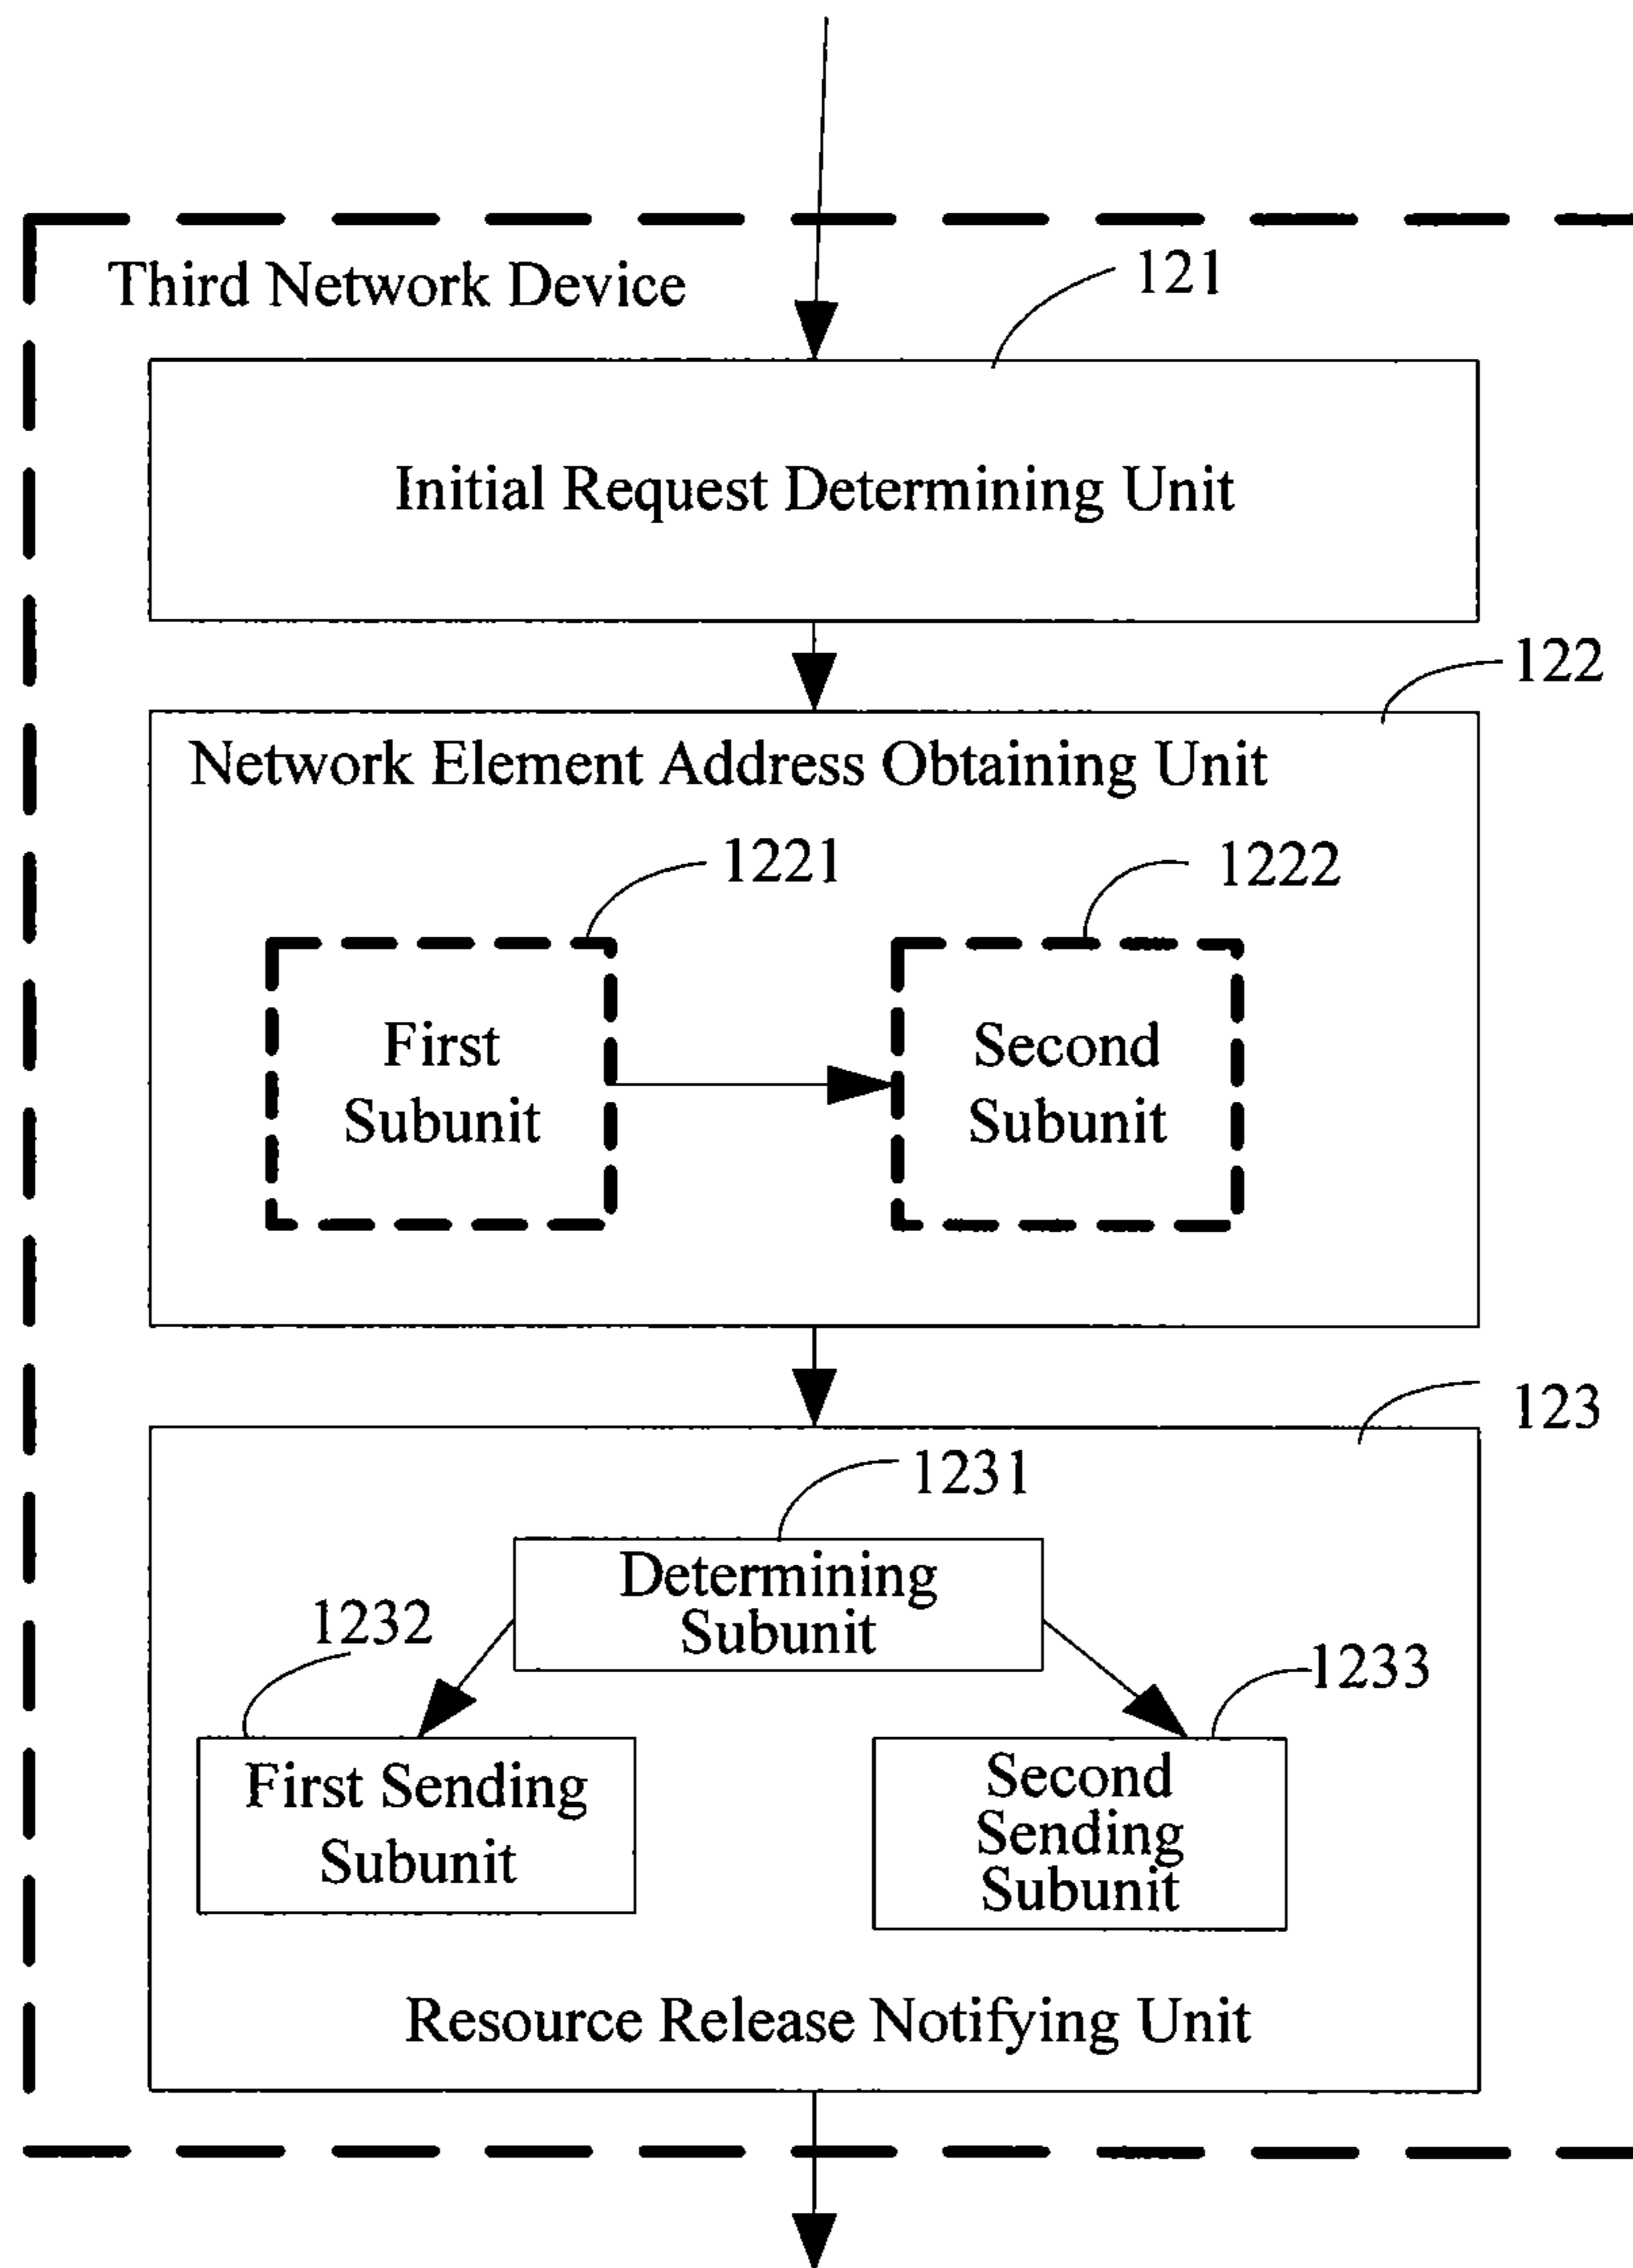 Third Network Device
121
Initial Request Determining Unit
122
Network Element Address Obtaining Unit
1221
1222
First
Subunit
Second
Subunit
123
1231
Determining
Subunit
1232
1233
First Sending
Subunit
Second
Sending
Subunit
Resource Release Notifying Unit